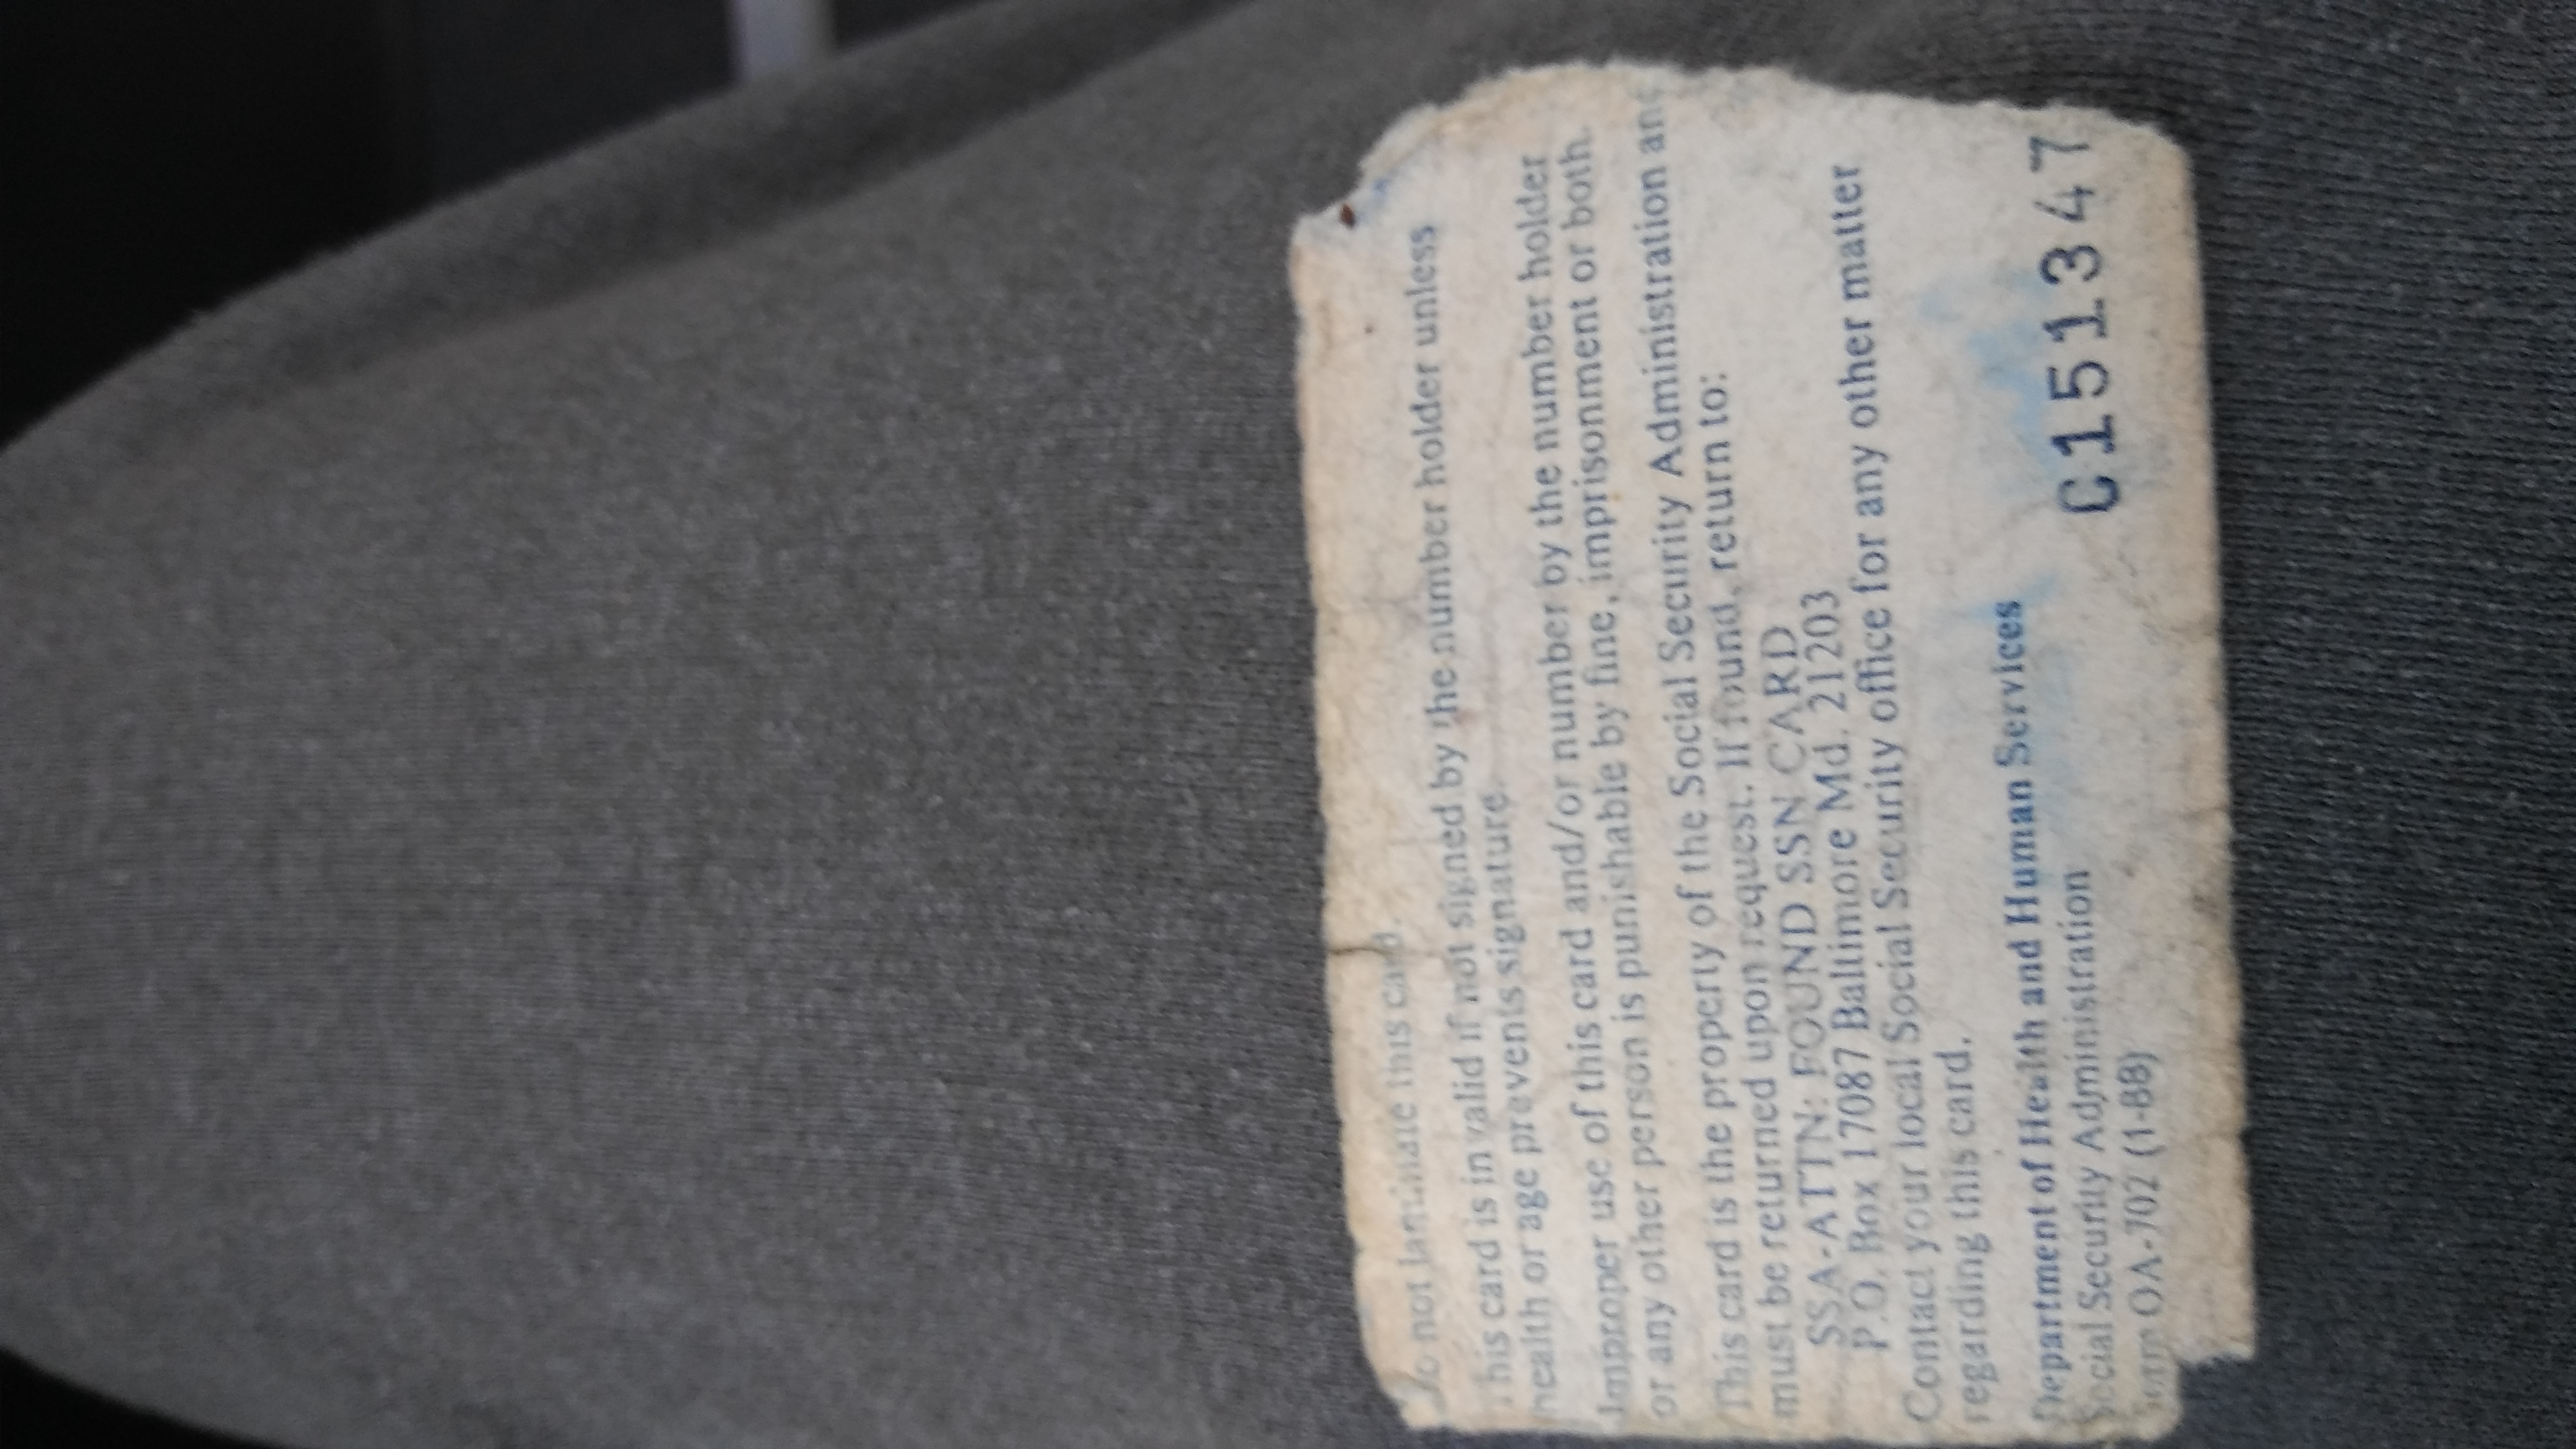 Do not laminate this card.
This card is invalid if not signed by the number holder unless
health or age prevents signature.
Improper use of this card and/or number by the number holder
or any other person is punishable by fine, imprisonment or both.
This card is the property of the Social Security Administration and
must be returned upon request. If found, return to:
SSA-ATTN: FOUND SSN CARD
P.O. Box 17087 Baltimore Md. 21203
Contact your local Social Security office for any other matter
regarding this card.
Department of Health and Human Services
Social Security Administration
Form OA-702 (1-88)
C151347